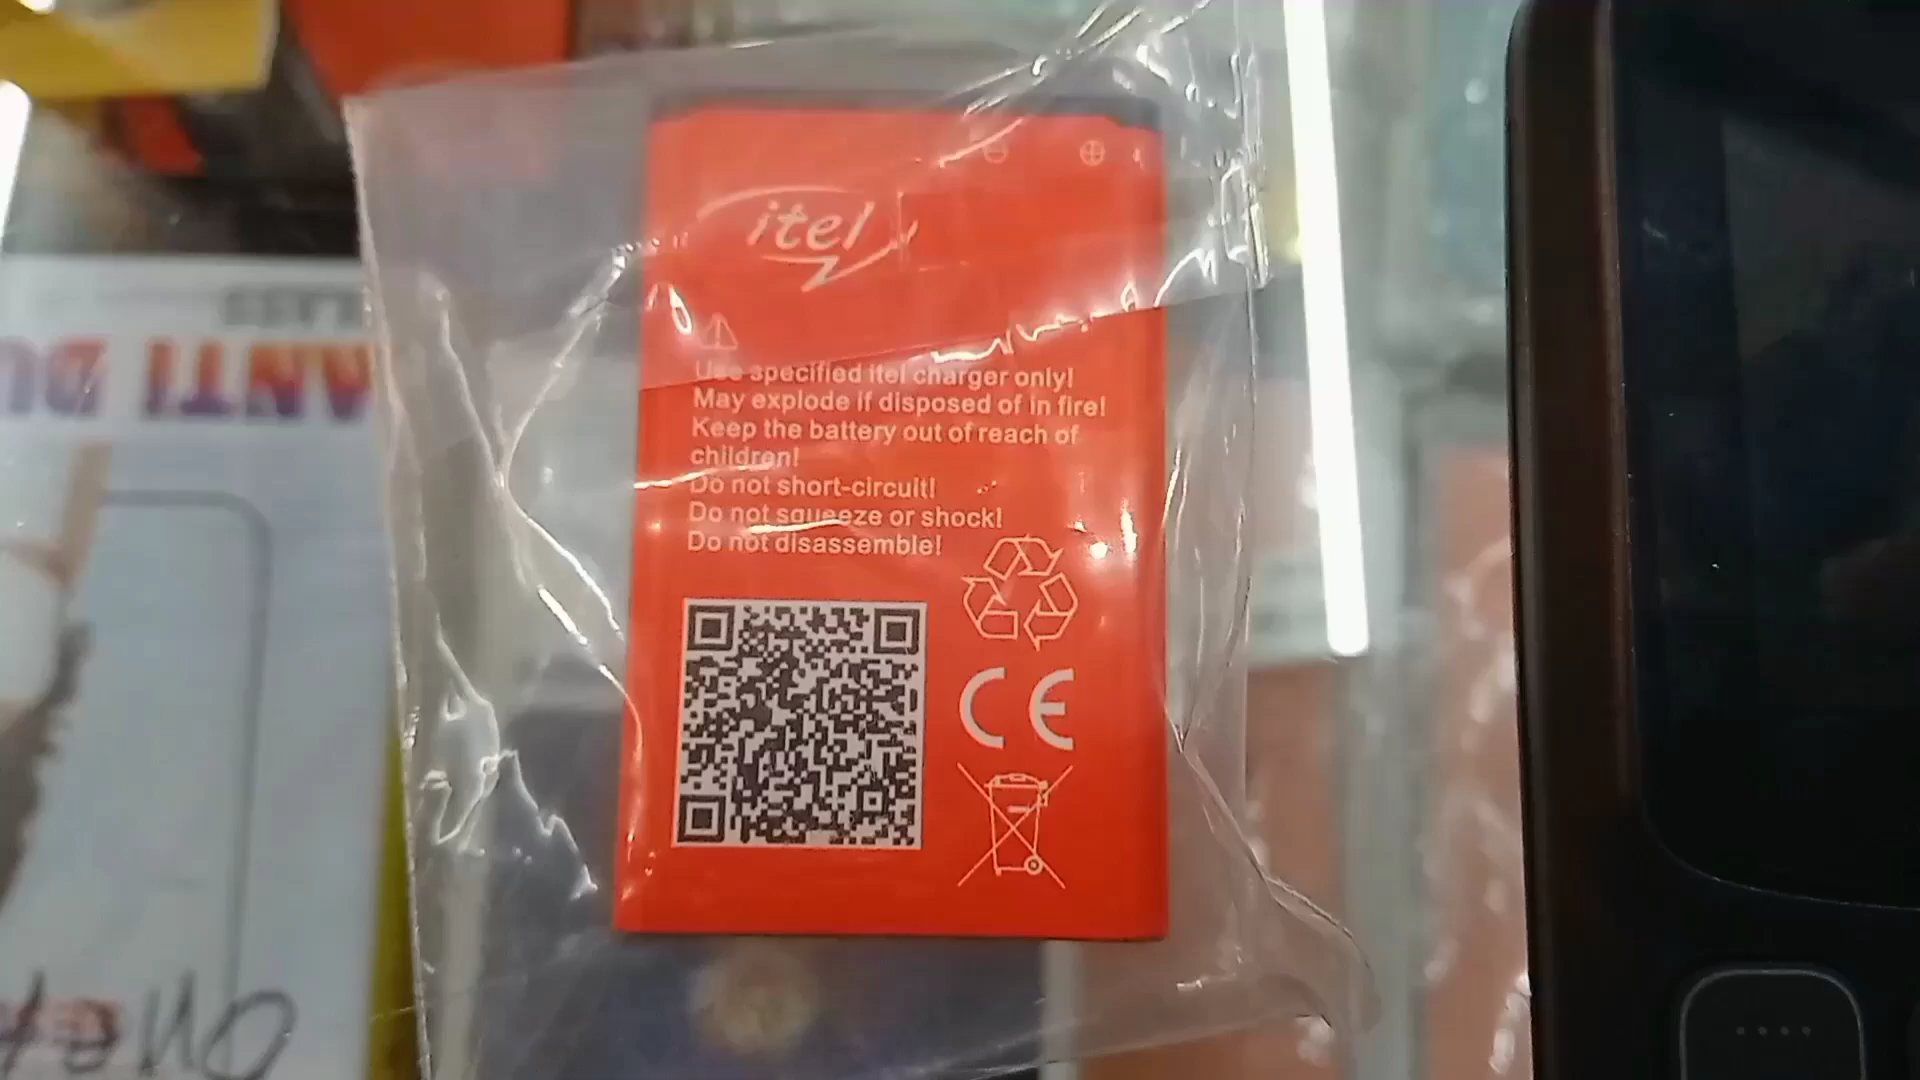 itel
Use specified itel charger only!
May explode if disposed of in fire!
Keep the battery out of reach of
children!
Do not short-circuit!
Do not squeeze or shock!
Do not disassemble!
CE
ANTI